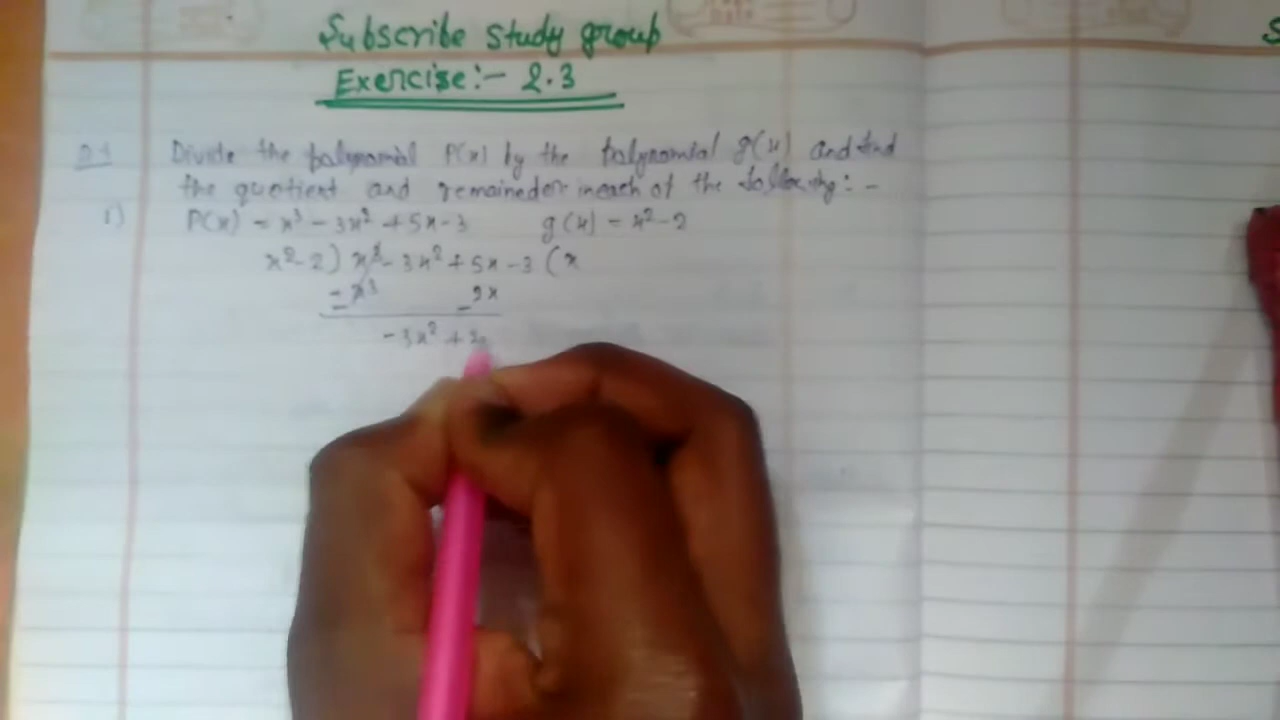 Subscribe study group
Exercise:- 2.3
Divide the polynomial P(x) by the polynomial g(x) and find
the quotient and remaineder in each of the following: -
1) P(x) = x³ - 3x² + 5x - 3 g(x) = x² - 2
x² - 2 ) x³ - 3x² + 5x - 3 ( x
- x³ - 2x
- 3x² +